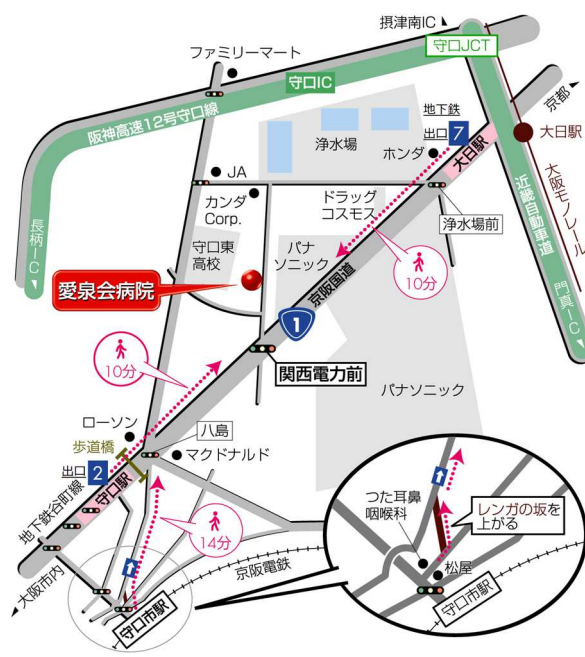 摂津南IC
ファミリーマート
守口JCT
守口IC
阪神高速12号守口線
京都
地下鉄
出口 7
浄水場
ホンダ
大日駅
大日駅
大阪モノレール
近畿自動車道
JA
浄水場前
長柄IC
カンダ
Corp.
ドラッグ
コスモス
守口東
高校
パナ
ソニック
10分
京阪国道
愛泉会病院
1
門真IC
10分
関西電力前
パナソニック
ローソン
八島
歩道橋
マクドナルド
出口 2
守口駅
地下鉄谷町線
14分
つた耳鼻
咽喉科
レンガの坂を
上がる
松屋
大阪市内
京阪電鉄
守口市駅
守口市駅